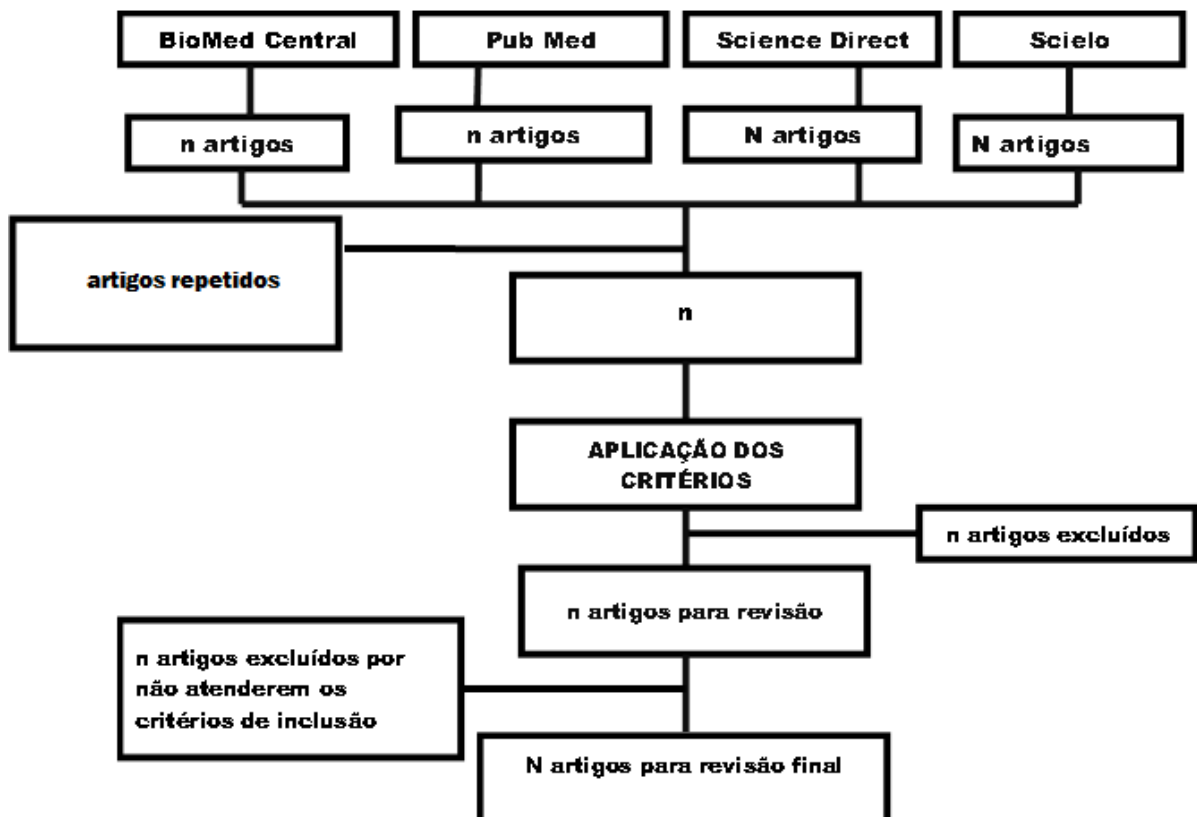 BioMed Central
Pub Med
Science Direct
Scielo
n artigos
n artigos
N artigos
N artigos
artigos repetidos
n
APLICAÇÃO DOS
CRITÉRIOS
n artigos excluídos
n artigos para revisão
n artigos excluídos por
não atenderem os
critérios de inclusão
N artigos para revisão final